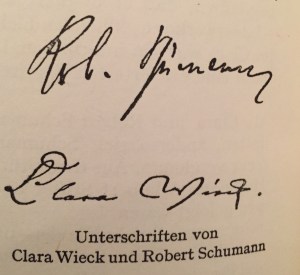 Rob. Schumann
Clara Wieck.
Unterschriften von
Clara Wieck und Robert Schumann